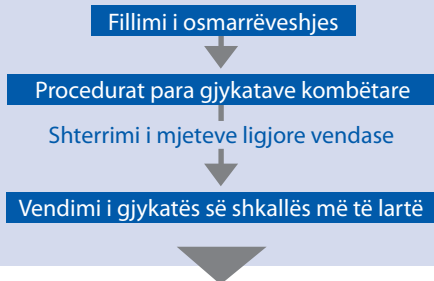 Fillimi i osmarrëveshjes
Procedurat para gjykatave kombëtare
Shterrimi i mjeteve ligjore vendase
Vendimi i gjykatës së shkallës më të lartë